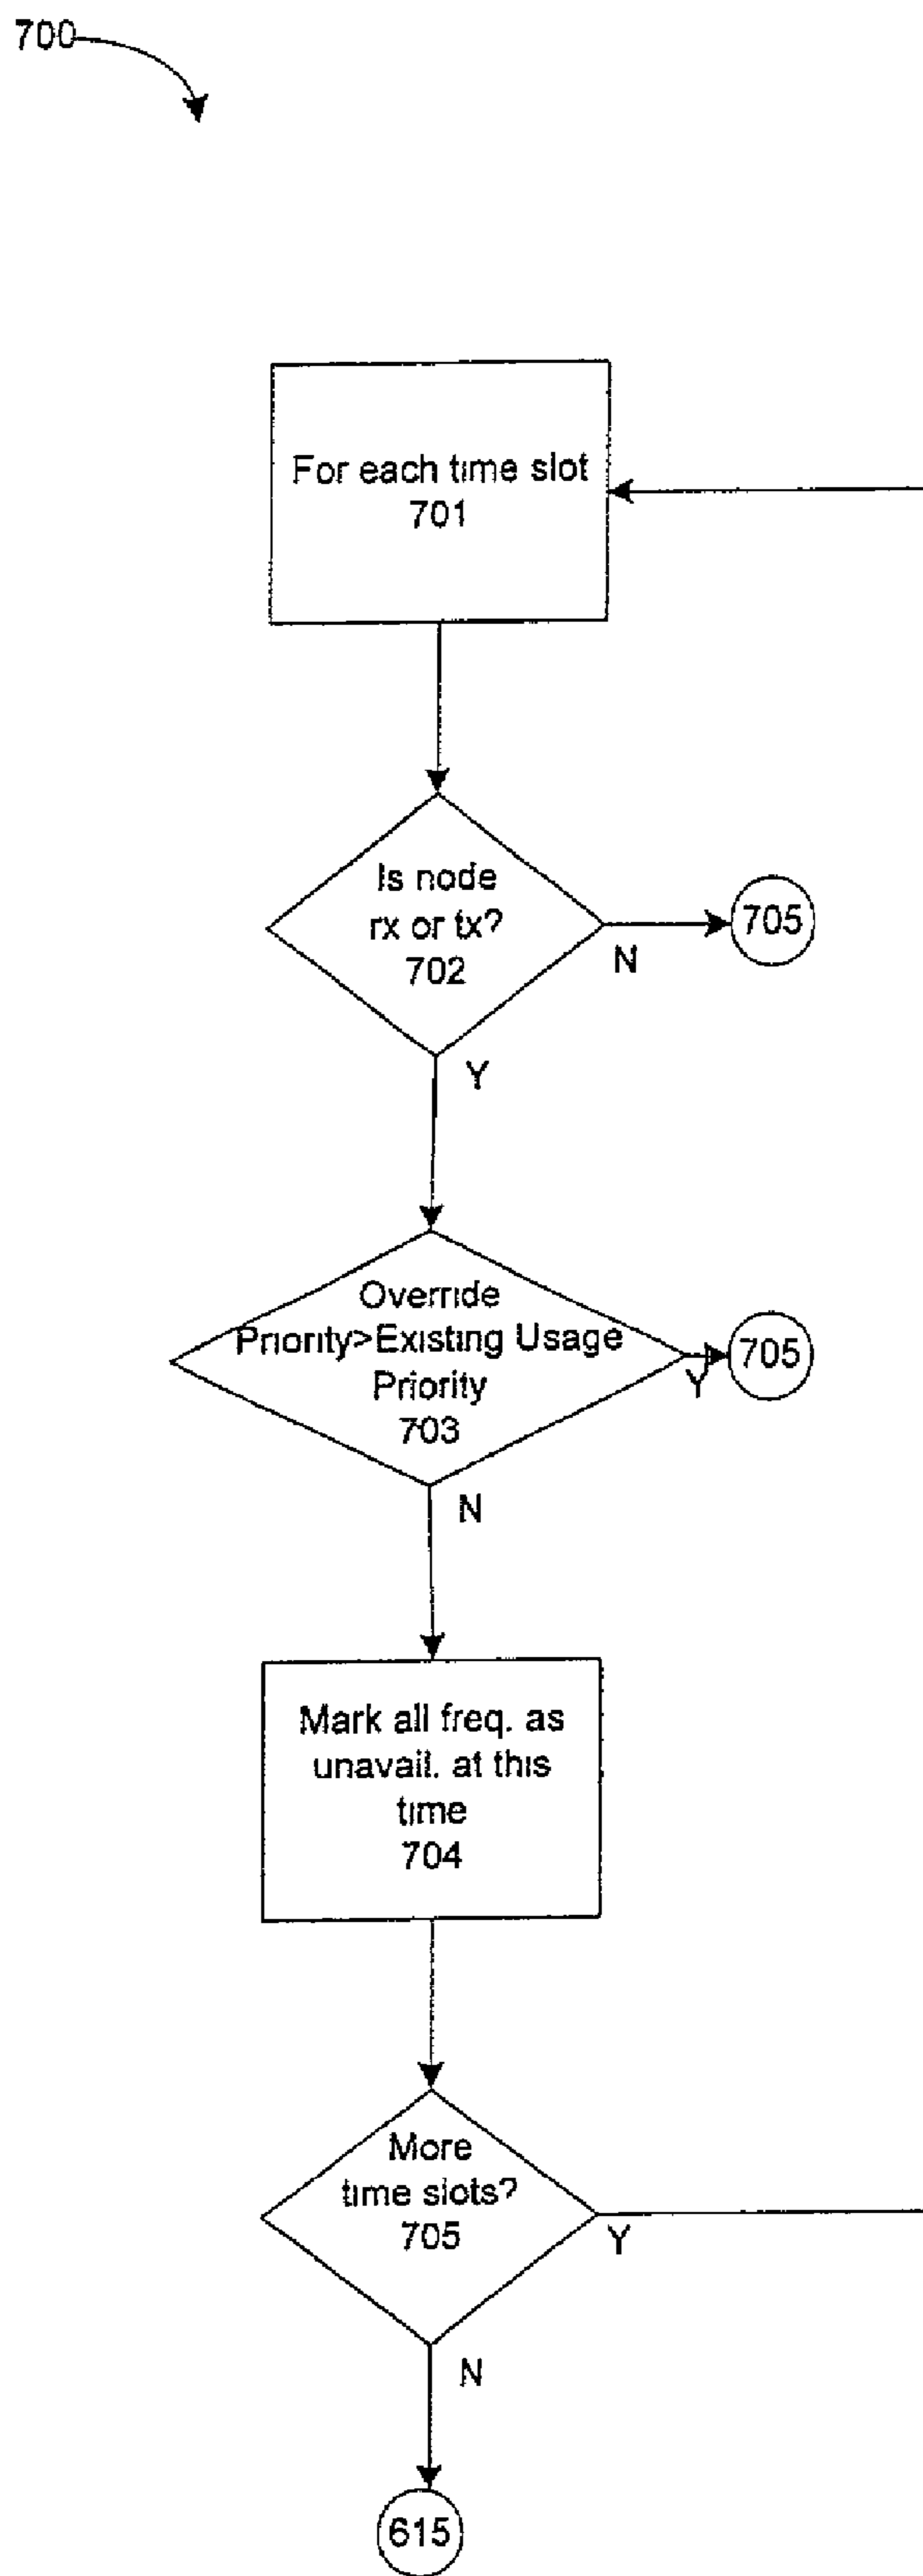 700
For each time slot
701
Is node
rx or tx?
702
N
705
Y
Override
Priority>Existing Usage
Priority
703
Y
705
N
Mark all freq. as
unavail. at this
time
704
More
time slots?
705
Y
N
615